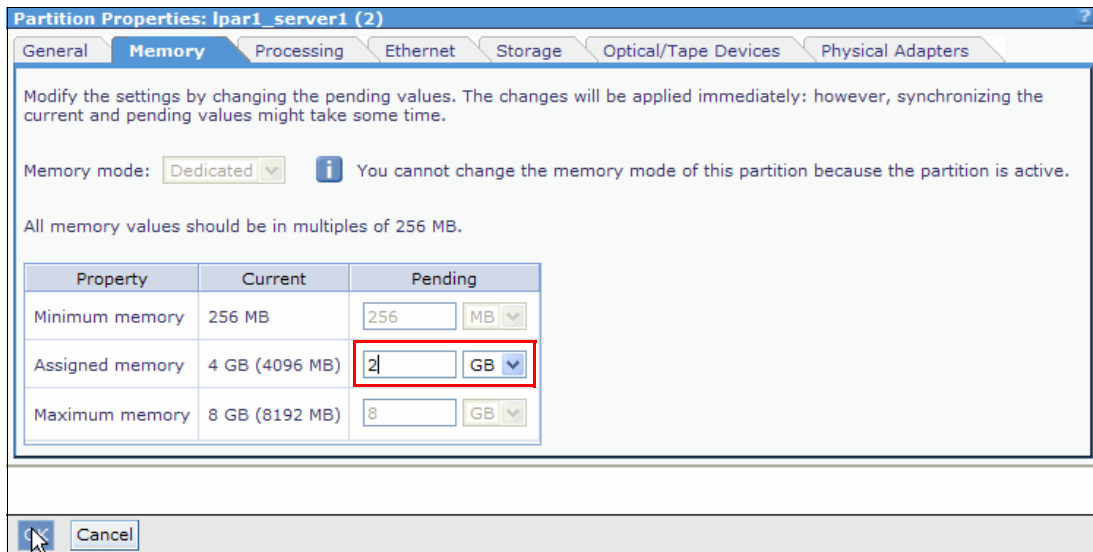 Partition Properties: lpar1_server1 (2) ?
General Memory Processing Ethernet Storage Optical/Tape Devices Physical Adapters
Modify the settings by changing the pending values. The changes will be applied immediately: however, synchronizing the
current and pending values might take some time.
Memory mode: Dedicated i You cannot change the memory mode of this partition because the partition is active.
All memory values should be in multiples of 256 MB.
Property Current Pending
Minimum memory 256 MB 256 MB
Assigned memory 4 GB (4096 MB) 2 GB
Maximum memory 8 GB (8192 MB) 8 GB
OK Cancel